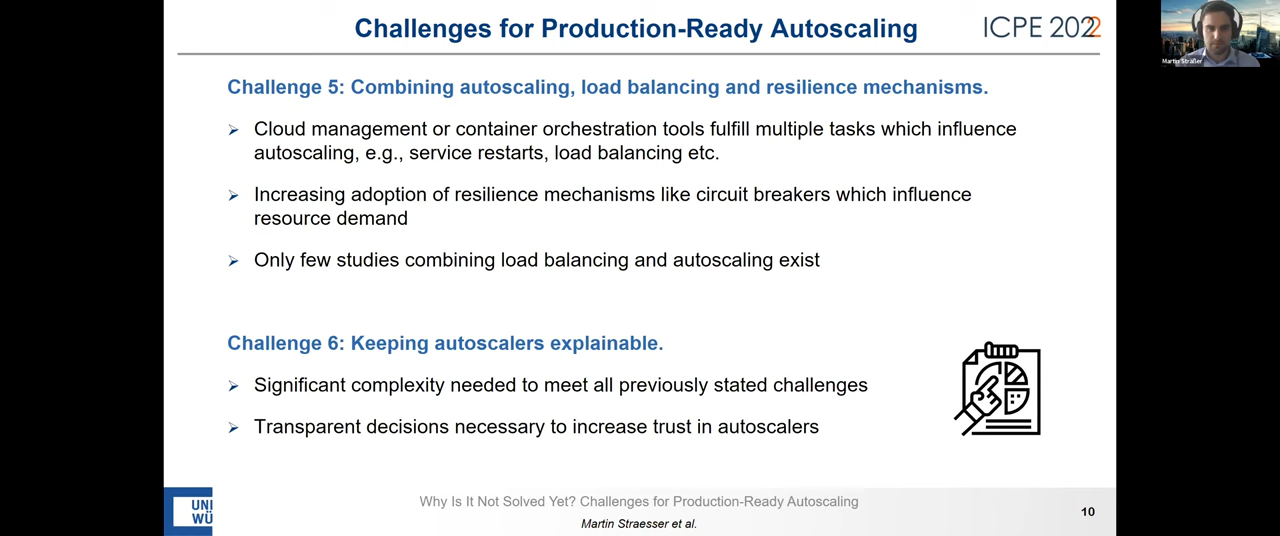 Challenges for Production-Ready Autoscaling
ICPE 2022
Martin Sträßer
Challenge 5: Combining autoscaling, load balancing and resilience mechanisms.
Cloud management or container orchestration tools fulfill multiple tasks which influence
autoscaling, e.g., service restarts, load balancing etc.
Increasing adoption of resilience mechanisms like circuit breakers which influence
resource demand
Only few studies combining load balancing and autoscaling exist
Challenge 6: Keeping autoscalers explainable.
Significant complexity needed to meet all previously stated challenges
Transparent decisions necessary to increase trust in autoscalers
UNI
WÜ
Why Is It Not Solved Yet? Challenges for Production-Ready Autoscaling
Martin Straesser et al.
10